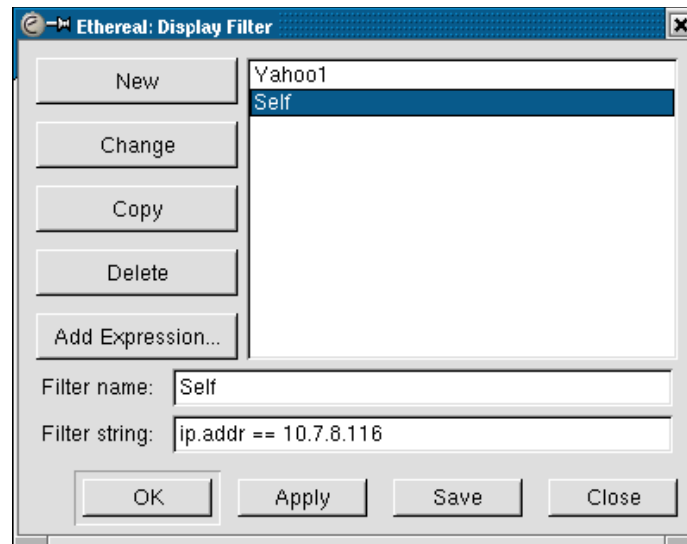 Ethereal: Display Filter
New
Change
Copy
Delete
Add Expression...
Yahoo1
Self
Filter name: Self
Filter string: ip.addr == 10.7.8.116
OK Apply Save Close